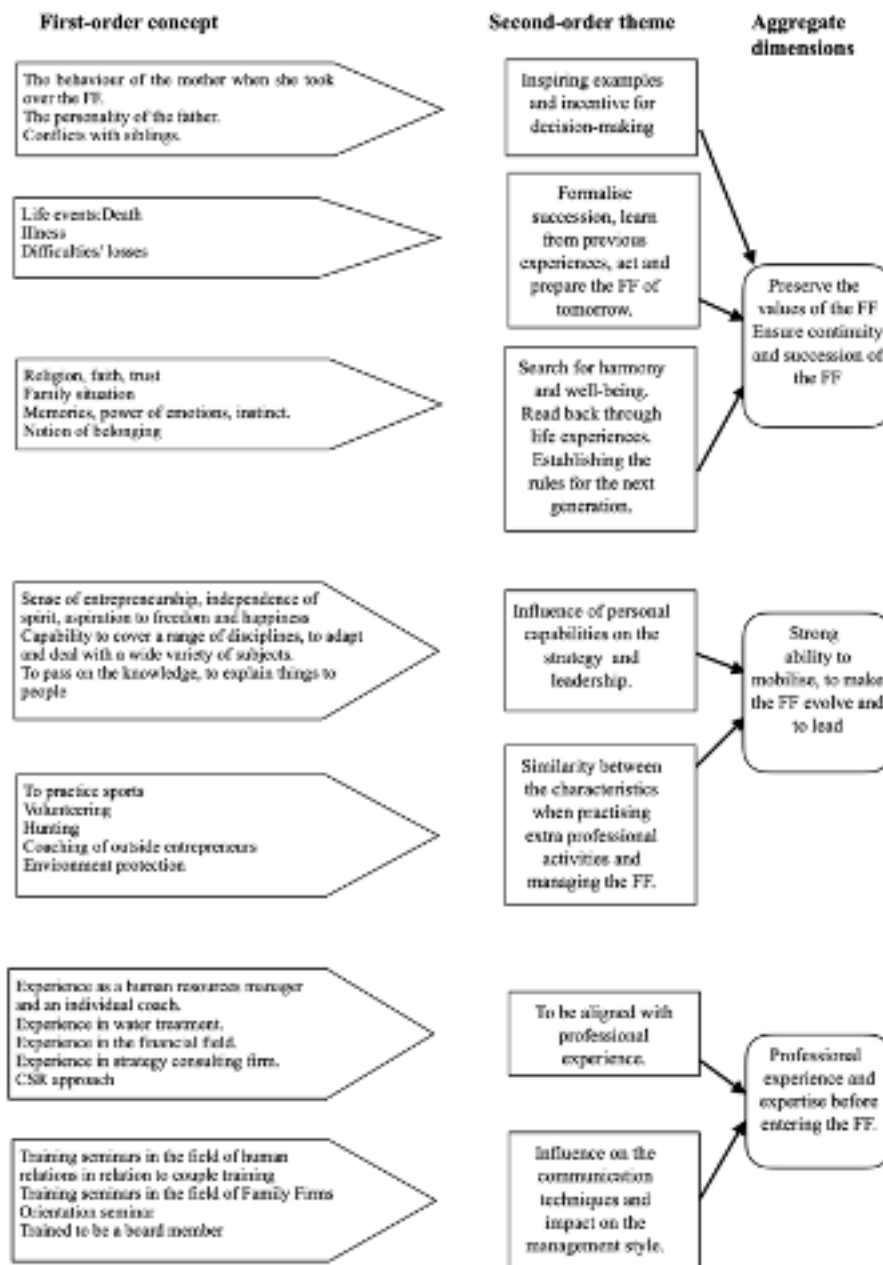 First-order concept
Second-order theme
Aggregate
dimensions
The behaviour of the mother when she took
over the FF.
The personality of the father.
Conflicts with siblings.
Inspiring examples
and incentive for
decision-making
Life events:Death
Illness
Difficulties/ losses
Formalise
succession, learn
from previous
experiences, act and
prepare the FF of
tomorrow.
Preserve the
values of the FF
Ensure continuity
and succession of
the FF
Religion, faith, trust
Family situation
Memories, power of emotions, instinct.
Notion of belonging
Search for harmony
and well-being.
Read back through
life experiences.
Establishing the
rules for the next
generation.
Sense of entrepreneurship, independence of
spirit, aspiration to freedom and happiness
Capability to cover a range of disciplines, to adapt
and deal with a wide variety of subjects.
To pass on the knowledge, to explain things to
people
Influence of personal
capabilities on the
strategy and
leadership.
Strong
ability to
mobilise, to make
the FF evolve and
to lead
To practice sports
Volunteering
Hunting
Coaching of outside entrepreneurs
Environment protection
Similarity between
the characteristics
when practising
extra professional
activities and
managing the FF.
Experience as a human resources manager
and an individual coach.
Experience in water treatment.
Experience in the financial field.
Experience in strategy consulting firm.
CSR approach
To be aligned with
professional
experience.
Professional
experience and
expertise before
entering the FF.
Training seminars in the field of human
relations in relation to couple training
Training seminars in the field of Family Firms
Orientation seminar
Trained to be a board member
Influence on the
communication
techniques and
impact on the
management style.